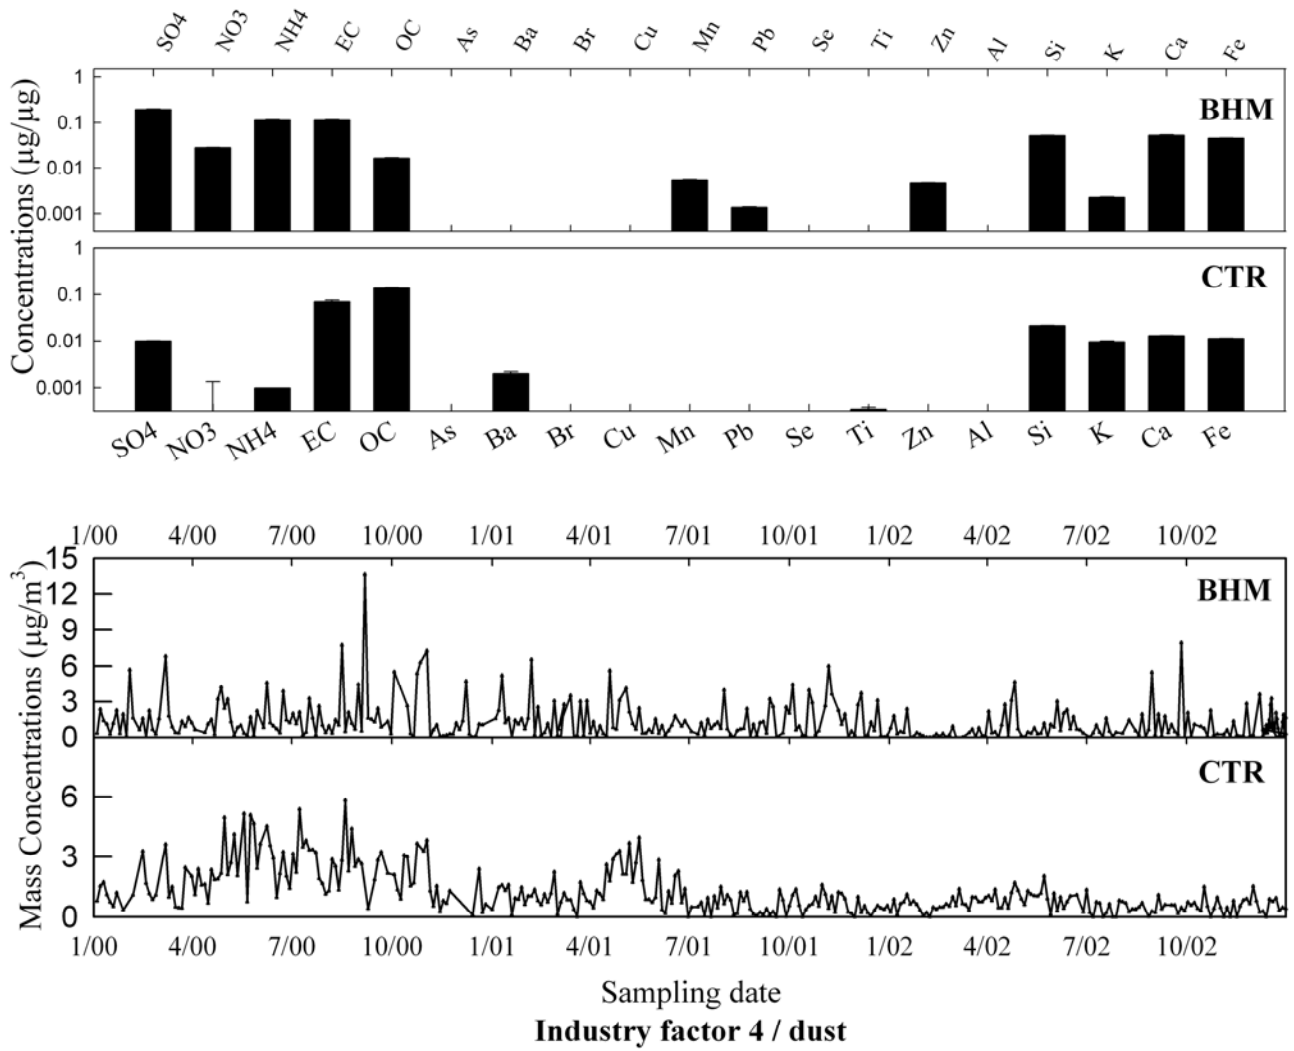 SO4 NO3 NH4 EC OC As Ba Br Cu Mn Pb Se Ti Zn Al Si K Ca Fe
Concentrations (µg/µg)
1
0.1
0.01
0.001
BHM
1
0.1
0.01
0.001
CTR
SO4 NO3 NH4 EC OC As Ba Br Cu Mn Pb Se Ti Zn Al Si K Ca Fe
1/00 4/00 7/00 10/00 1/01 4/01 7/01 10/01 1/02 4/02 7/02 10/02
Mass Concentrations (µg/m³)
15
12
9
6
3
0
BHM
6
3
0
CTR
1/00 4/00 7/00 10/00 1/01 4/01 7/01 10/01 1/02 4/02 7/02 10/02
Sampling date
Industry factor 4 / dust